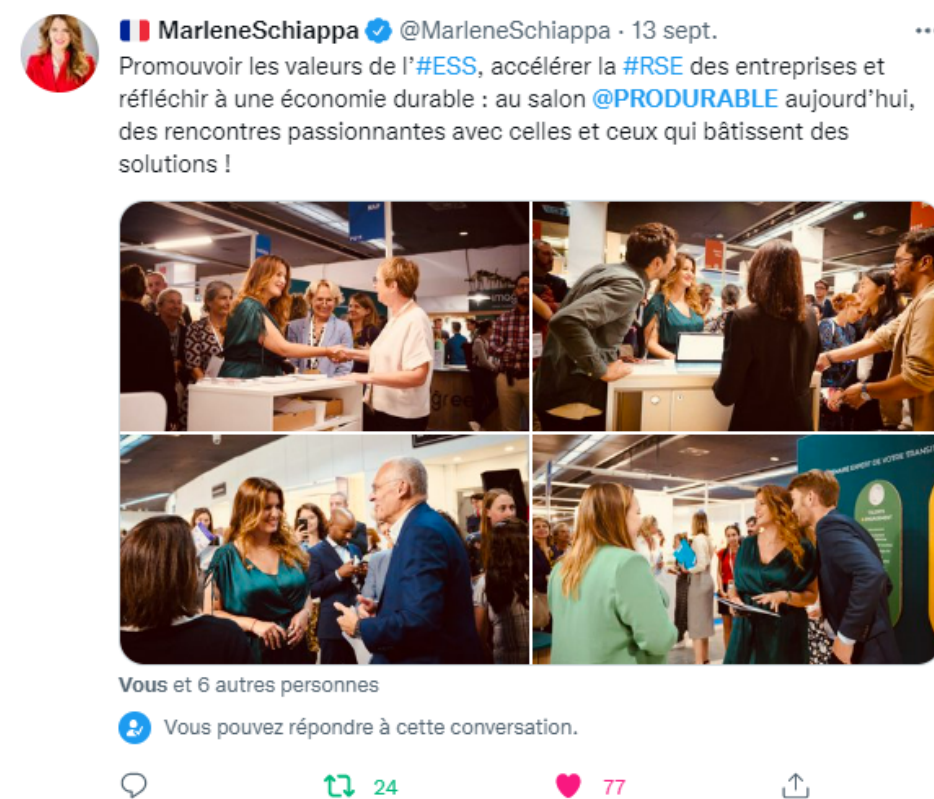 MarleneSchiappa @MarleneSchiappa · 13 sept.
Promouvoir les valeurs de l’#ESS, accélérer la #RSE des entreprises et
réfléchir à une économie durable : au salon @PRODURABLE aujourd’hui,
des rencontres passionnantes avec celles et ceux qui bâtissent des
solutions !
Vous et 6 autres personnes
Vous pouvez répondre à cette conversation.
24 77